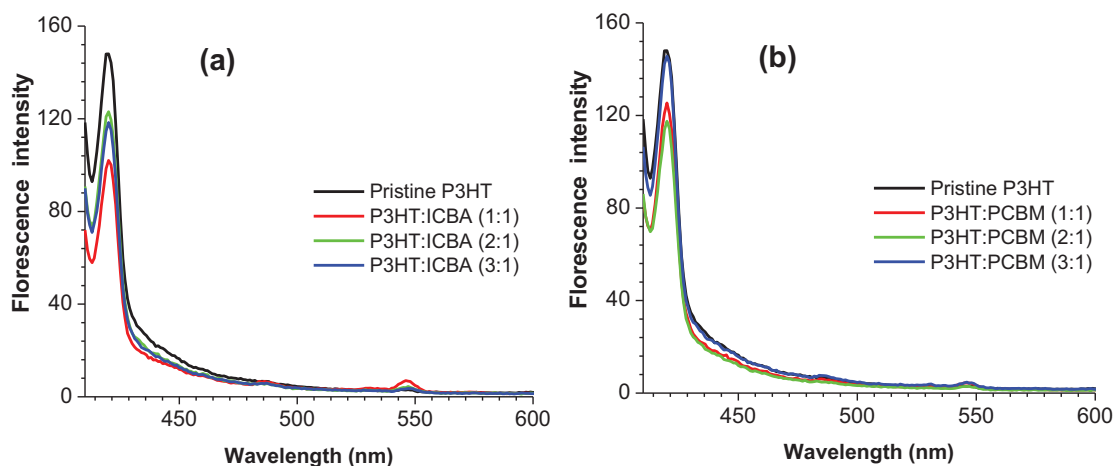 (a)
Florescence intensity
160
120
80
40
0
Pristine P3HT
P3HT:ICBA (1:1)
P3HT:ICBA (2:1)
P3HT:ICBA (3:1)
450
500
550
600
Wavelength (nm)
(b)
Florescence intensity
160
120
80
40
0
Pristine P3HT
P3HT:PCBM (1:1)
P3HT:PCBM (2:1)
P3HT:PCBM (3:1)
450
500
550
600
Wavelength (nm)